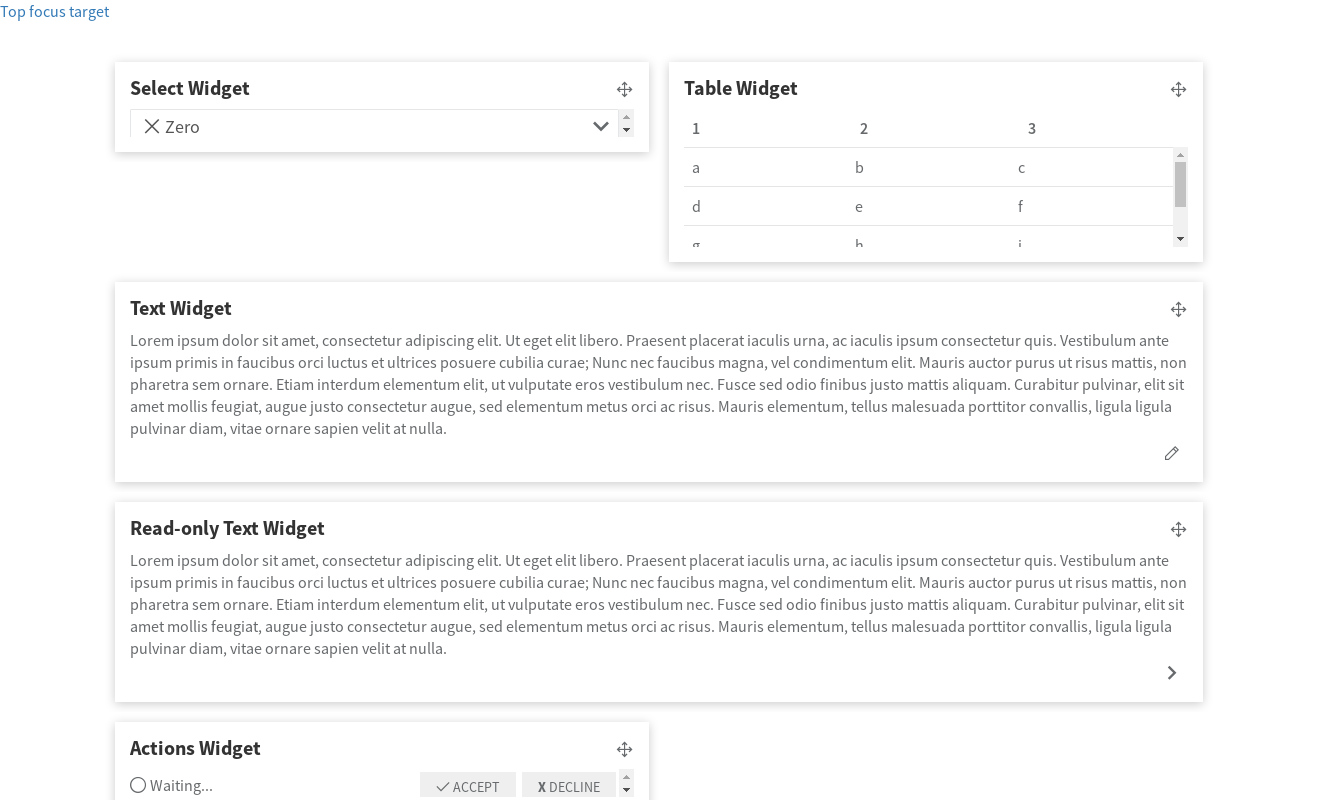 Top focus target
Select Widget
Zero
Table Widget
1 2 3
a b c
d e f
g h i
Text Widget
Lorem ipsum dolor sit amet, consectetur adipiscing elit. Ut eget elit libero. Praesent placerat iaculis urna, ac iaculis ipsum consectetur quis. Vestibulum ante
ipsum primis in faucibus orci luctus et ultrices posuere cubilia curae; Nunc nec faucibus magna, vel condimentum elit. Mauris auctor purus ut risus mattis, non
pharetra sem ornare. Etiam interdum elementum elit, ut vulputate eros vestibulum nec. Fusce sed odio finibus justo mattis aliquam. Curabitur pulvinar, elit sit
amet mollis feugiat, augue justo consectetur augue, sed elementum metus orci ac risus. Mauris elementum, tellus malesuada porttitor convallis, ligula ligula
pulvinar diam, vitae ornare sapien velit at nulla.
Read-only Text Widget
Lorem ipsum dolor sit amet, consectetur adipiscing elit. Ut eget elit libero. Praesent placerat iaculis urna, ac iaculis ipsum consectetur quis. Vestibulum ante
ipsum primis in faucibus orci luctus et ultrices posuere cubilia curae; Nunc nec faucibus magna, vel condimentum elit. Mauris auctor purus ut risus mattis, non
pharetra sem ornare. Etiam interdum elementum elit, ut vulputate eros vestibulum nec. Fusce sed odio finibus justo mattis aliquam. Curabitur pulvinar, elit sit
amet mollis feugiat, augue justo consectetur augue, sed elementum metus orci ac risus. Mauris elementum, tellus malesuada porttitor convallis, ligula ligula
pulvinar diam, vitae ornare sapien velit at nulla.
Actions Widget
Waiting... ACCEPT X DECLINE